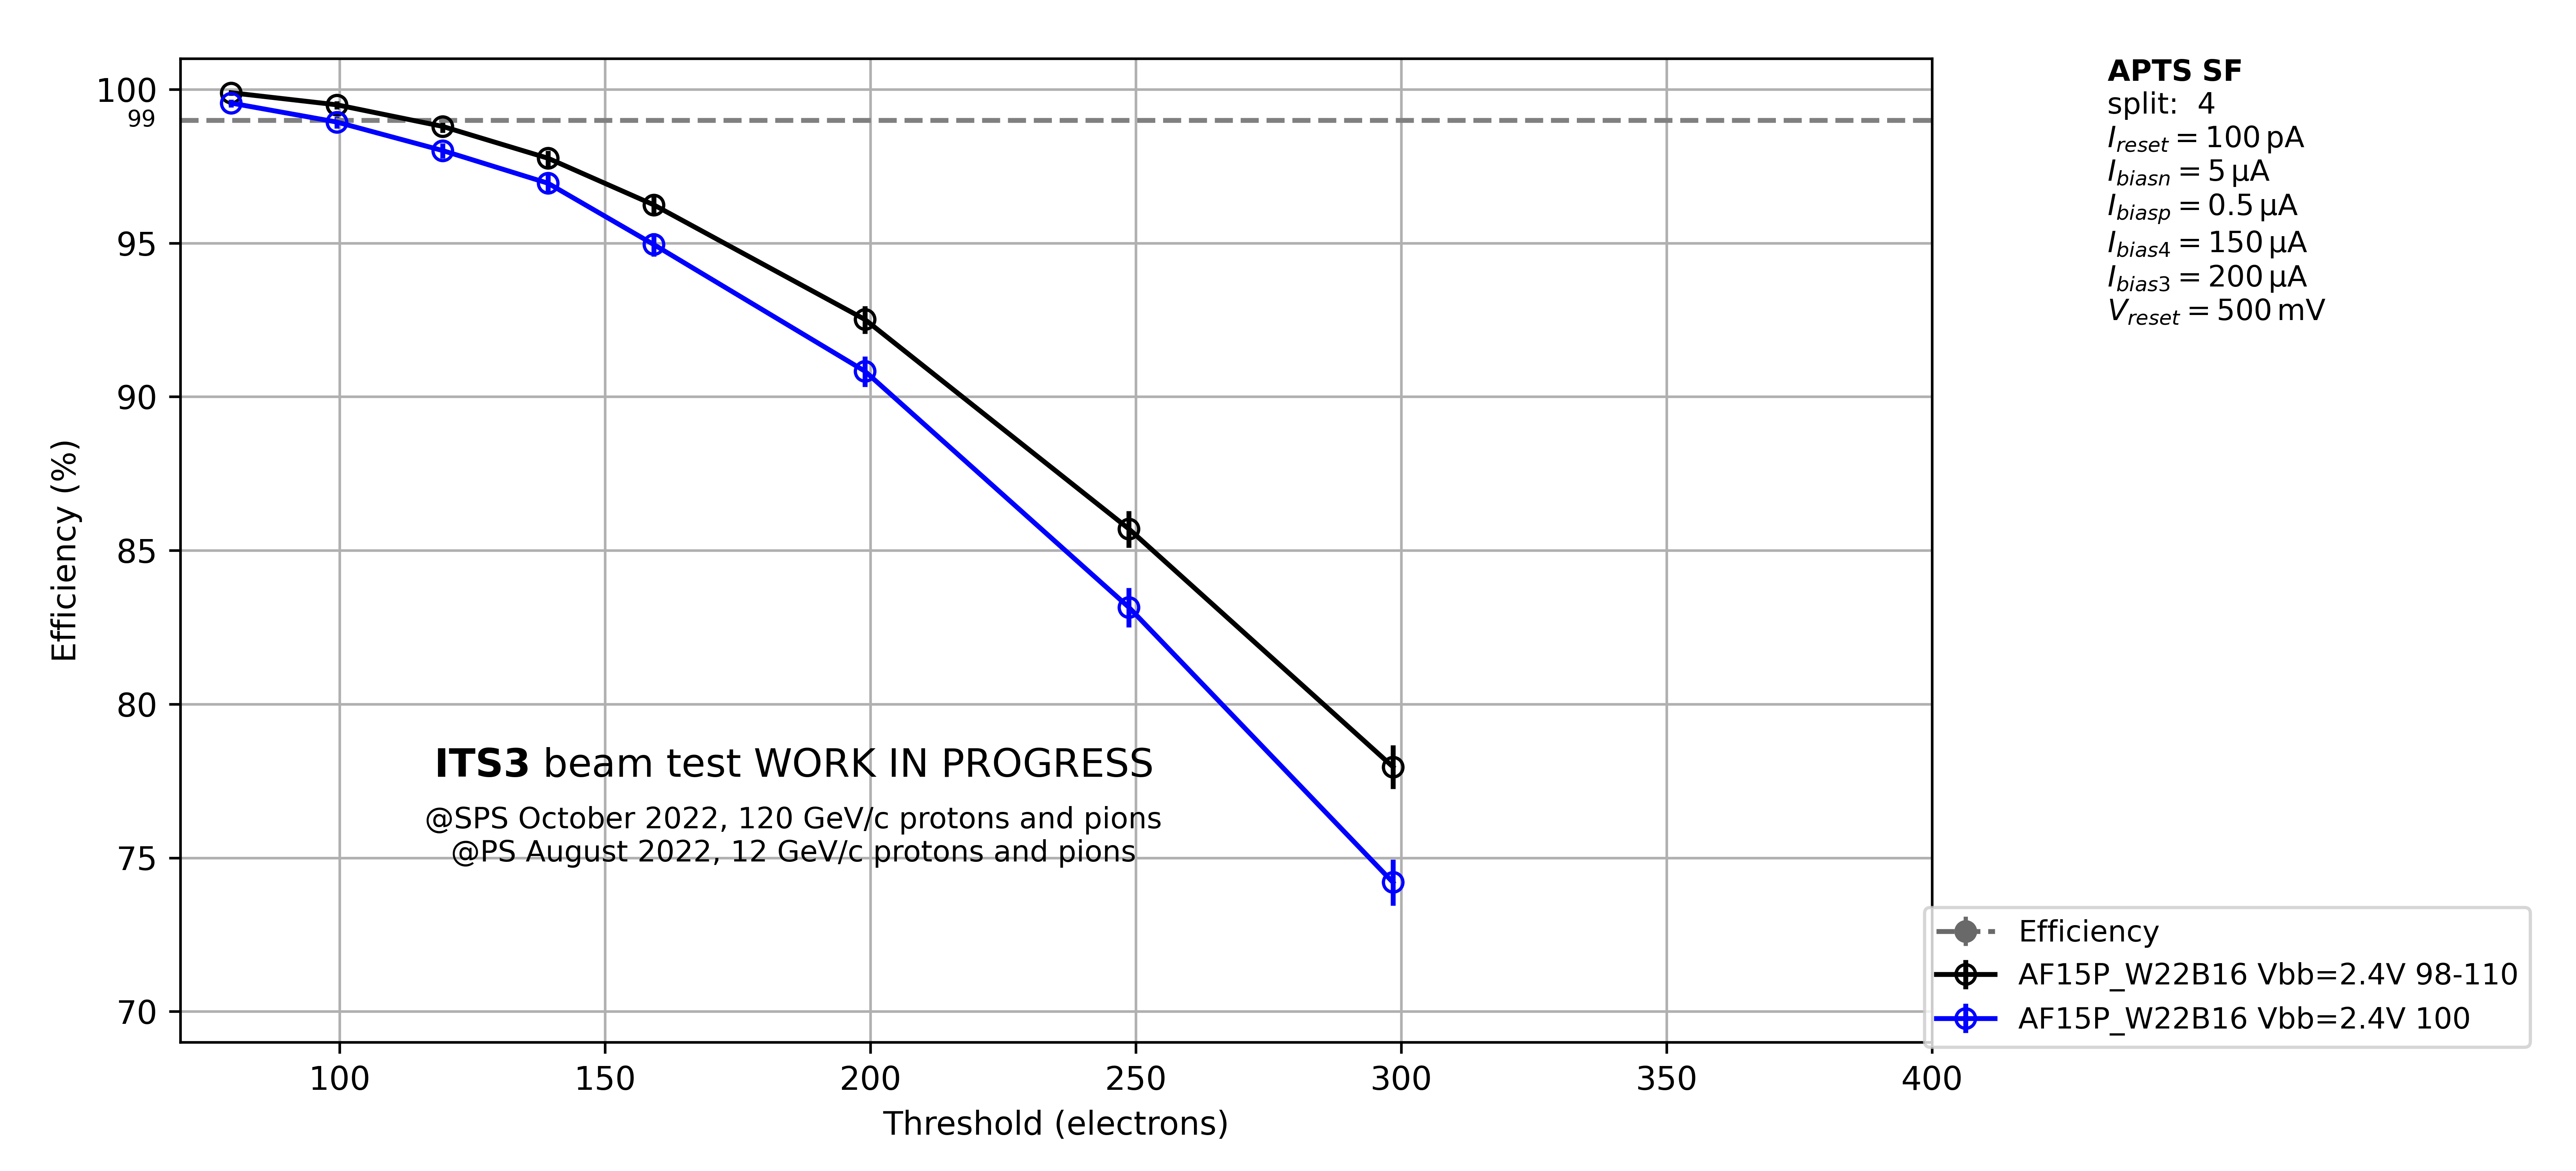 100
99
95
90
85
80
75
70
Efficiency (%)
ITS3 beam test WORK IN PROGRESS
@SPS October 2022, 120 GeV/c protons and pions
@PS August 2022, 12 GeV/c protons and pions
100 150 200 250 300 350 400
Threshold (electrons)
APTS SF
split: 4
I_reset = 100 pA
I_biasn = 5 µA
I_biasp = 0.5 µA
I_bias4 = 150 µA
I_bias3 = 200 µA
V_reset = 500 mV
Efficiency
AF15P_W22B16 Vbb=2.4V 98-110
AF15P_W22B16 Vbb=2.4V 100